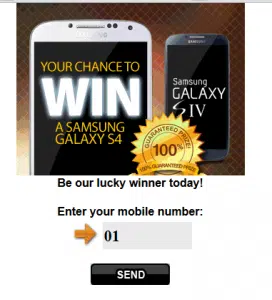 YOUR CHANCE TO
WIN
A SAMSUNG
GALAXY S4
Samsung
GALAXY
SIV
GUARANTEED PRIZE!
100%
100% GUARANTEED PRIZE
Be our lucky winner today!
Enter your mobile number:
01
SEND